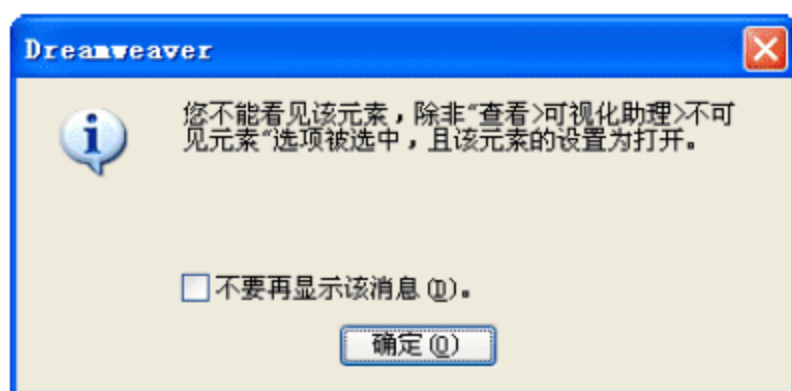 Dreamweaver
您不能看见该元素，除非“查看>可视化助理>不可
见元素“选项被选中，且该元素的设置为打开。
不要再显示该消息(D)。
确定(O)